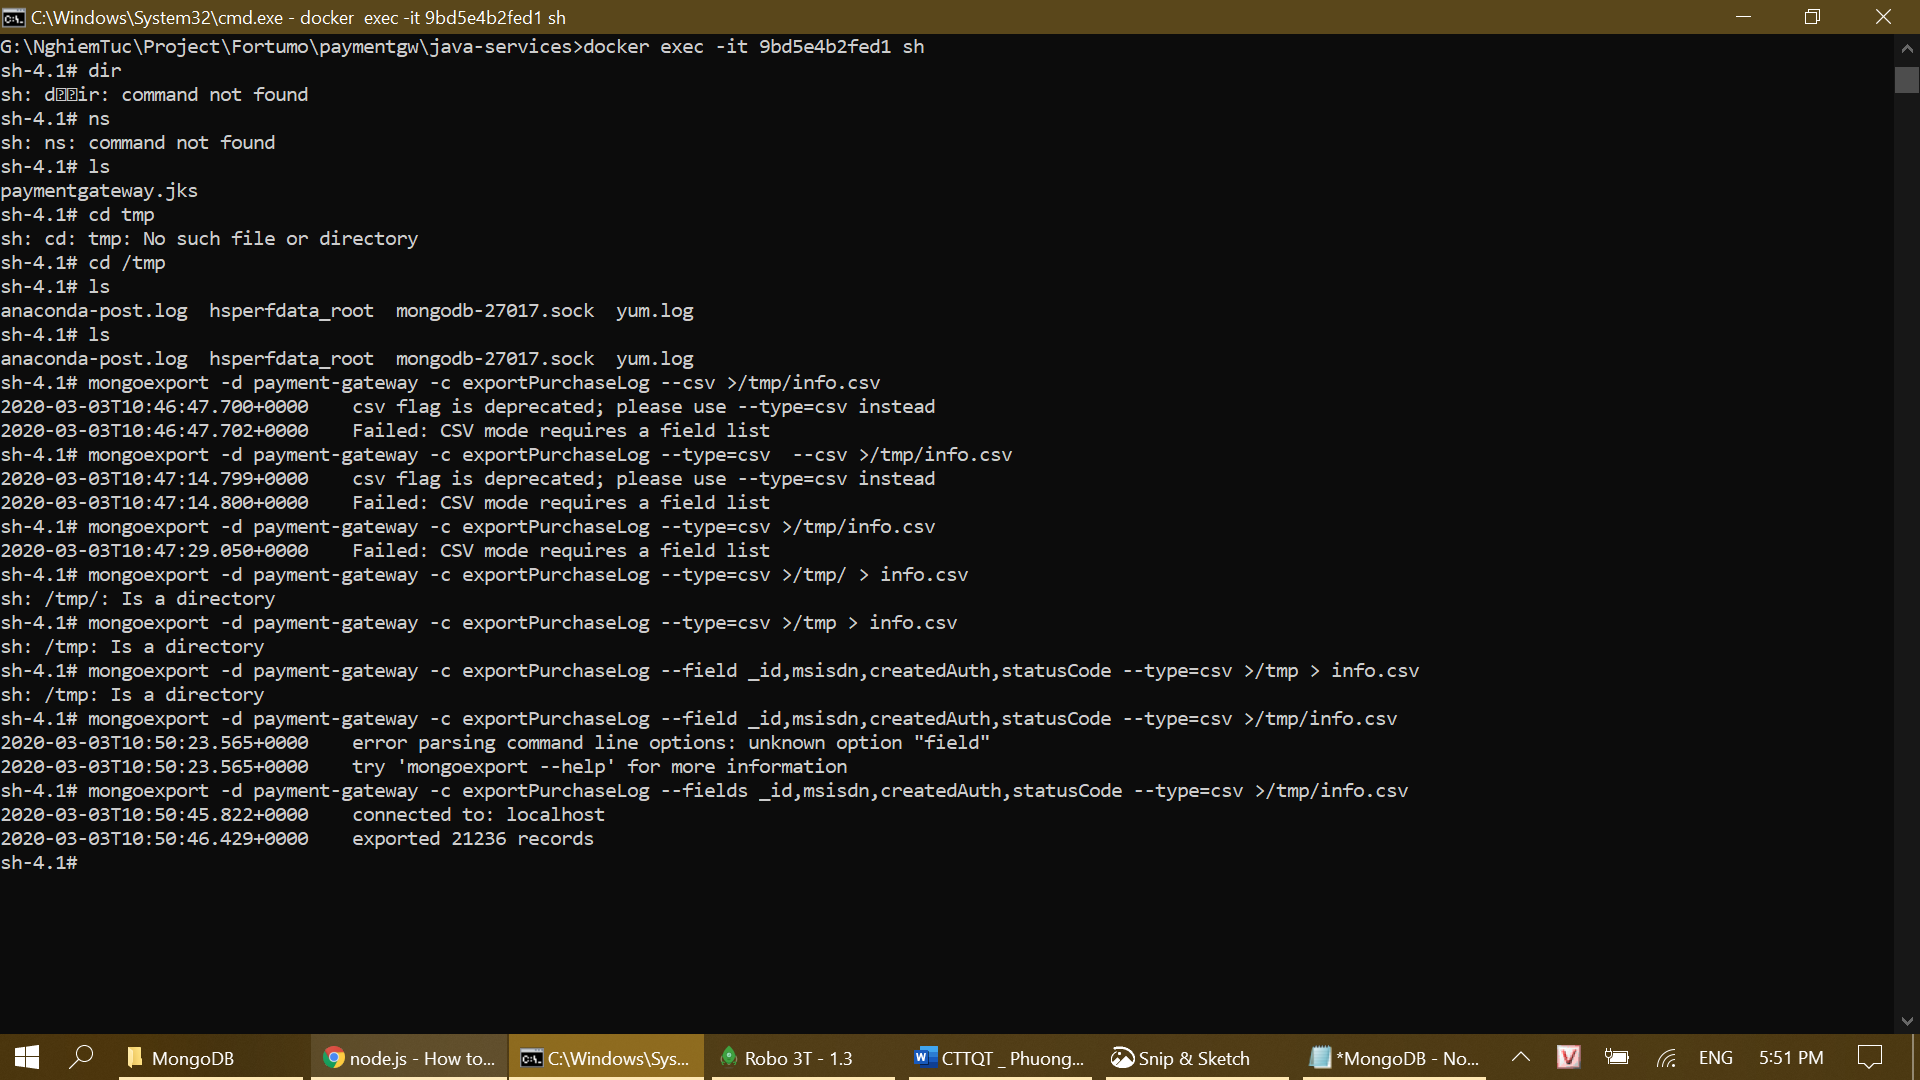 C:\Windows\System32\cmd.exe - docker  exec -it 9bd5e4b2fed1 sh
G:\NghiemTuc\Project\Fortumo\paymentgw\java-services>docker exec -it 9bd5e4b2fed1 sh
sh-4.1# dir
sh: d??ir: command not found
sh-4.1# ns
sh: ns: command not found
sh-4.1# ls
paymentgateway.jks
sh-4.1# cd tmp
sh: cd: tmp: No such file or directory
sh-4.1# cd /tmp
sh-4.1# ls
anaconda-post.log  hsperfdata_root  mongodb-27017.sock  yum.log
sh-4.1# ls
anaconda-post.log  hsperfdata_root  mongodb-27017.sock  yum.log
sh-4.1# mongoexport -d payment-gateway -c exportPurchaseLog --csv >/tmp/info.csv
2020-03-03T10:46:47.700+0000    csv flag is deprecated; please use --type=csv instead
2020-03-03T10:46:47.702+0000    Failed: CSV mode requires a field list
sh-4.1# mongoexport -d payment-gateway -c exportPurchaseLog --type=csv  --csv >/tmp/info.csv
2020-03-03T10:47:14.799+0000    csv flag is deprecated; please use --type=csv instead
2020-03-03T10:47:14.800+0000    Failed: CSV mode requires a field list
sh-4.1# mongoexport -d payment-gateway -c exportPurchaseLog --type=csv >/tmp/info.csv
2020-03-03T10:47:29.050+0000    Failed: CSV mode requires a field list
sh-4.1# mongoexport -d payment-gateway -c exportPurchaseLog --type=csv >/tmp/ > info.csv
sh: /tmp/: Is a directory
sh-4.1# mongoexport -d payment-gateway -c exportPurchaseLog --type=csv >/tmp > info.csv
sh: /tmp: Is a directory
sh-4.1# mongoexport -d payment-gateway -c exportPurchaseLog --field _id,msisdn,createdAuth,statusCode --type=csv >/tmp > info.csv
sh: /tmp: Is a directory
sh-4.1# mongoexport -d payment-gateway -c exportPurchaseLog --field _id,msisdn,createdAuth,statusCode --type=csv >/tmp/info.csv
2020-03-03T10:50:23.565+0000    error parsing command line options: unknown option "field"
2020-03-03T10:50:23.565+0000    try 'mongoexport --help' for more information
sh-4.1# mongoexport -d payment-gateway -c exportPurchaseLog --fields _id,msisdn,createdAuth,statusCode --type=csv >/tmp/info.csv
2020-03-03T10:50:45.822+0000    connected to: localhost
2020-03-03T10:50:46.429+0000    exported 21236 records
sh-4.1#
MongoDB  node.js - How to...  C:\Windows\Sys...  Robo 3T - 1.3  CTTQT _ Phuong...  Snip & Sketch  *MongoDB - No...  ENG  5:51 PM